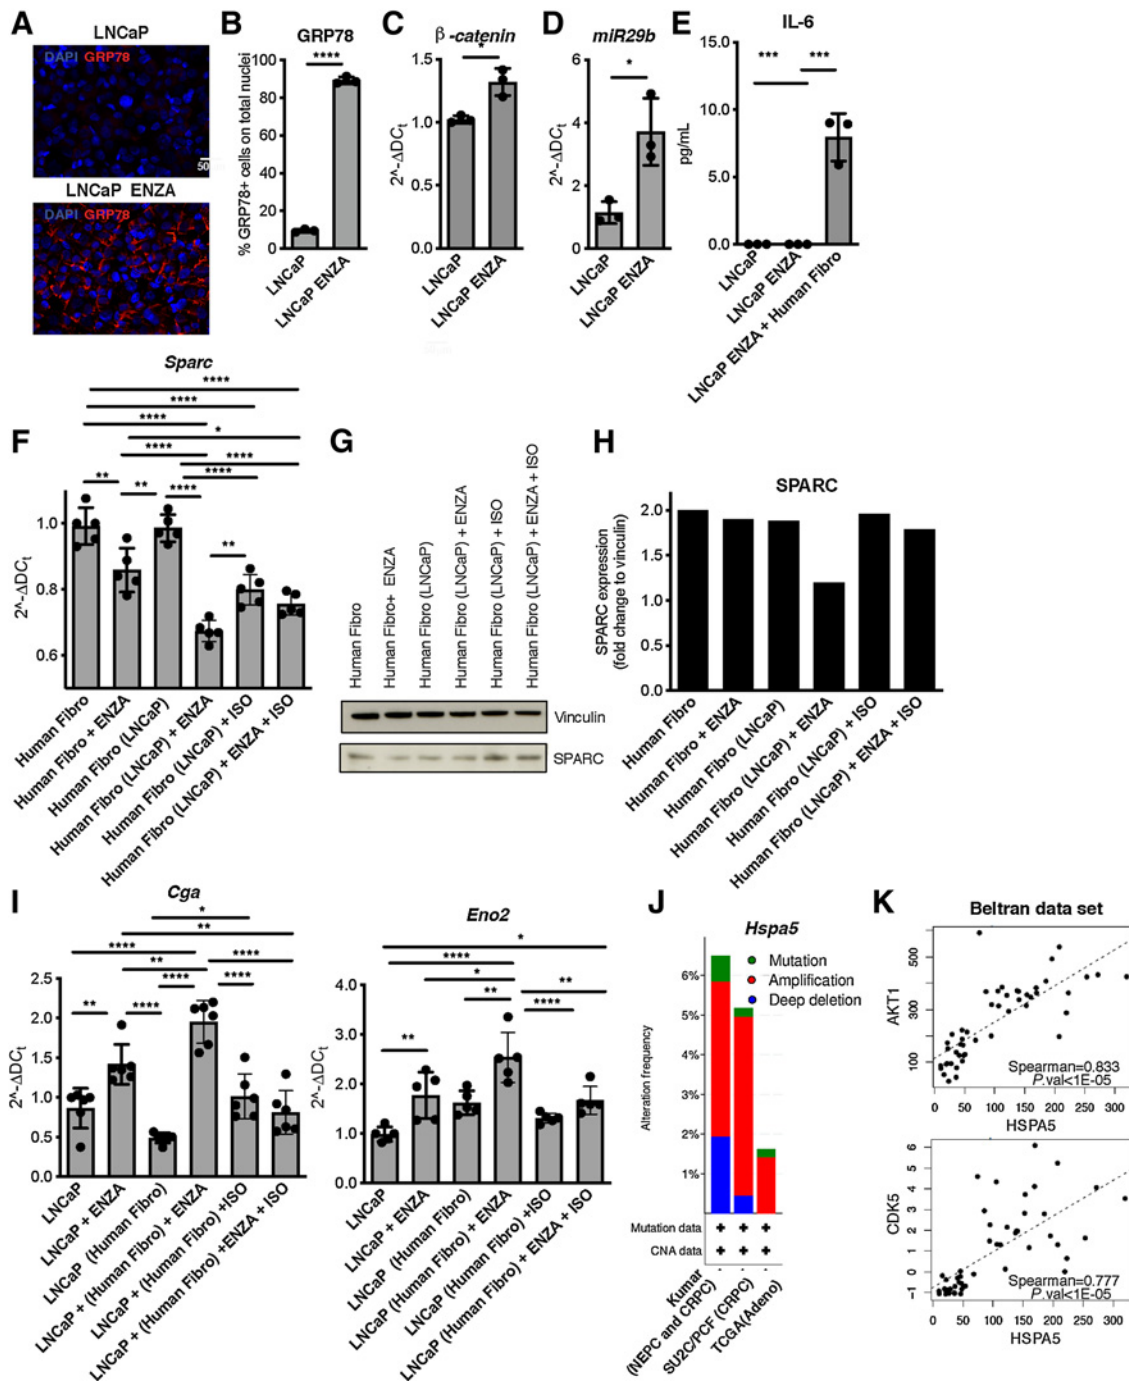 A
LNCaP
DAPI GRP78
50
LNCaP ENZA
DAPI GRP78
B
GRP78
****
% GRP78+ cells on total nuclei
100
80
60
40
20
0
LNCaP
LNCaP ENZA
C
β-catenin
*
2^-ΔDCt
1.5
1.0
0.5
0.0
LNCaP
LNCaP ENZA
D
miR29b
*
2^-ΔDCt
6
4
2
0
LNCaP
LNCaP ENZA
E
IL-6
*** ***
pg/mL
15.0
10.0
5.0
0.0
LNCaP
LNCaP ENZA
LNCaP ENZA + Human Fibro
F
Sparc
****
****
****
*
**** ****
****
** ** ****
**
2^-ΔDCt
1.0
0.8
0.6
Human Fibro
Human Fibro + ENZA
Human Fibro (LNCaP)
Human Fibro (LNCaP) + ENZA
Human Fibro (LNCaP) + ISO
Human Fibro (LNCaP) + ENZA + ISO
G
Human Fibro
Human Fibro+ ENZA
Human Fibro (LNCaP)
Human Fibro (LNCaP) + ENZA
Human Fibro (LNCaP) + ISO
Human Fibro (LNCaP) + ENZA + ISO
Vinculin
SPARC
H
SPARC
SPARC expression
(fold change to vinculin)
2.0
1.5
0.5
0.0
Human Fibro
Human Fibro + ENZA
Human Fibro (LNCaP)
Human Fibro (LNCaP) + ENZA
Human Fibro (LNCaP) + ISO
Human Fibro (LNCaP) + ENZA + ISO
I
Cga
*
**
****
** ****
** **** **** ****
2^-ΔDCt
2.5
2.0
1.5
1.0
0.5
0.0
LNCaP
LNCaP + ENZA
LNCaP (Human Fibro)
LNCaP + (Human Fibro) + ENZA
LNCaP + (Human Fibro) +ISO
LNCaP + (Human Fibro) +ENZA + ISO
Eno2
*
****
* **
** ****
**
2^-ΔDCt
4.0
3.0
2.0
1.0
0.0
LNCaP
LNCaP + ENZA
LNCaP (Human Fibro)
LNCaP (Human Fibro) + ENZA
LNCaP (Human Fibro) +ISO
LNCaP (Human Fibro) + ENZA + ISO
J
Hspa5
Mutation
Amplification
Deep deletion
Alteration frequency
6%
5%
4%
3%
2%
1%
Mutation data + + +
CNA data + + +
Kumar
(NEPC and CRPC)
SU2C/PCF (CRPC)
TCGA(Adeno)
K
Beltran data set
AKT1
500
300
100
Spearman=0.833
P.val<1E-05
0 50 100 150 200 250 300
HSPA5
CDK5
6
5
4
3
2
1
0
−1
Spearman=0.777
P.val<1E-05
0 50 100 150 200 250 300
HSPA5